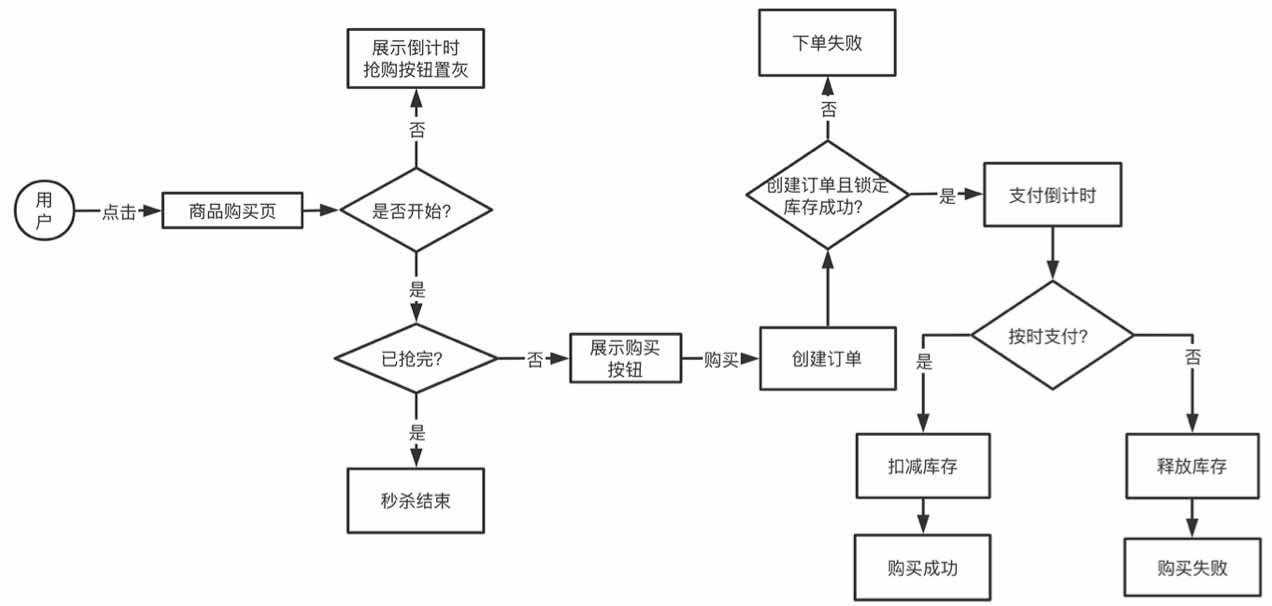 用
户
点击
商品购买页
是否开始?
否
展示倒计时
抢购按钮置灰
是
已抢完?
是
秒杀结束
否
展示购买
按钮
购买
创建订单
创建订单且锁定
库存成功?
否
下单失败
是
支付倒计时
按时支付?
是
扣减库存
购买成功
否
释放库存
购买失败